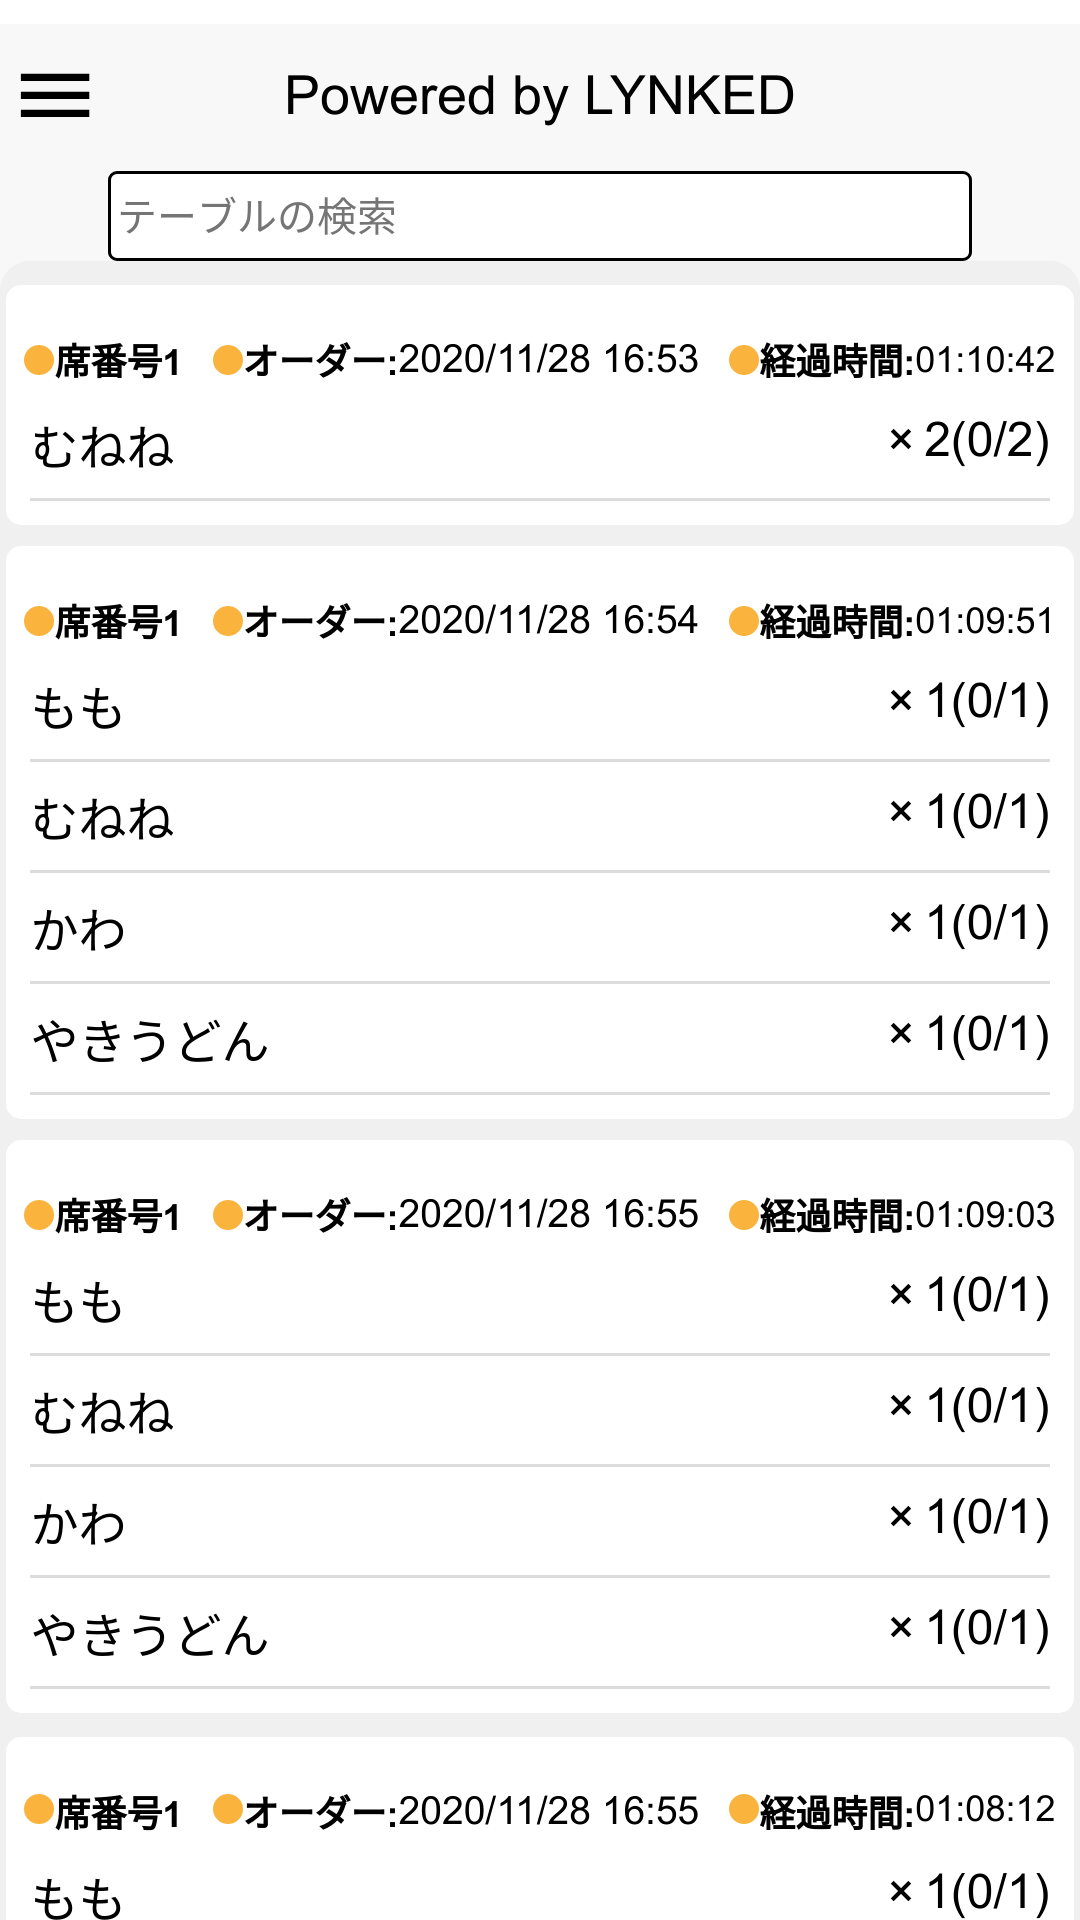 Powered by LYNKED
テーブルの検索
席番号1 オーダー:2020/11/28 16:53 経過時間:01:10:42
むねね × 2(0/2)
席番号1 オーダー:2020/11/28 16:54 経過時間:01:09:51
もも × 1(0/1)
むねね × 1(0/1)
かわ × 1(0/1)
やきうどん × 1(0/1)
席番号1 オーダー:2020/11/28 16:55 経過時間:01:09:03
もも × 1(0/1)
むねね × 1(0/1)
かわ × 1(0/1)
やきうどん × 1(0/1)
席番号1 オーダー:2020/11/28 16:55 経過時間:01:08:12
もも × 1(0/1)